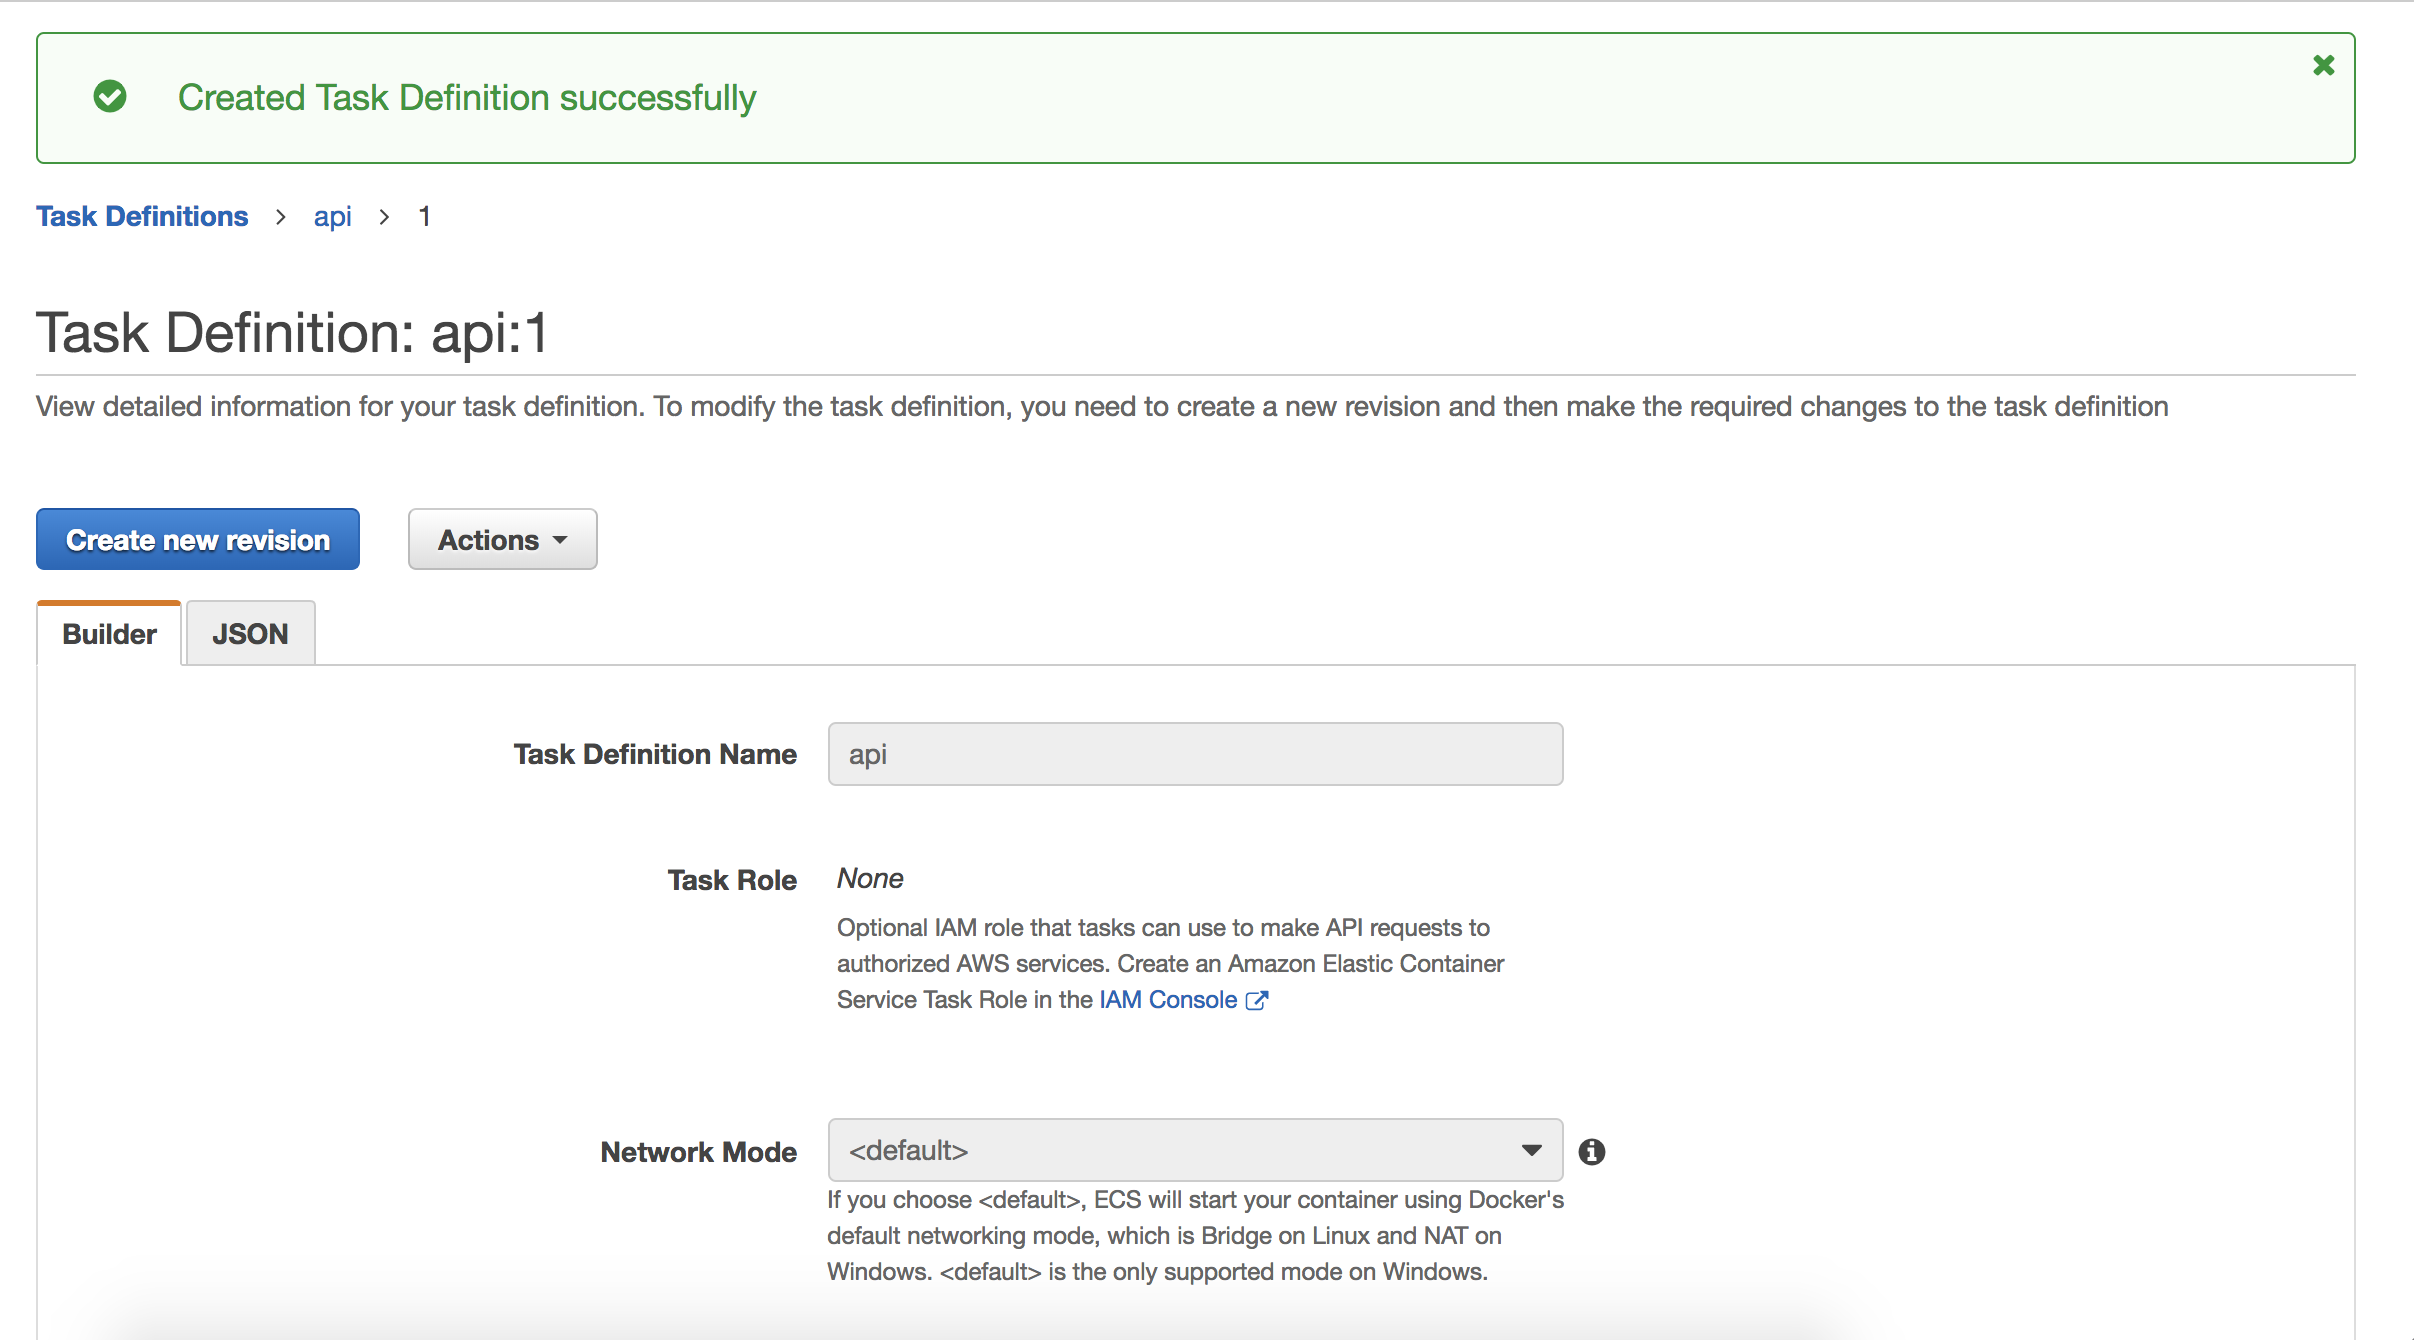 Created Task Definition successfully
Task Definitions > api > 1
Task Definition: api:1
View detailed information for your task definition. To modify the task definition, you need to create a new revision and then make the required changes to the task definition
Create new revision Actions
Builder JSON
Task Definition Name api
Task Role None
Optional IAM role that tasks can use to make API requests to
authorized AWS services. Create an Amazon Elastic Container
Service Task Role in the IAM Console
Network Mode <default>
If you choose <default>, ECS will start your container using Docker's
default networking mode, which is Bridge on Linux and NAT on
Windows. <default> is the only supported mode on Windows.